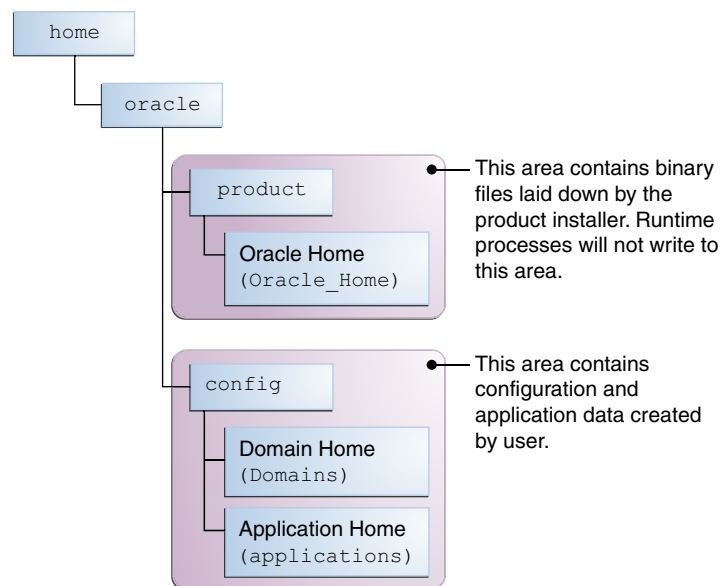 home
oracle
product
Oracle Home
(Oracle_Home)
This area contains binary
files laid down by the
product installer. Runtime
processes will not write to
this area.
config
Domain Home
(Domains)
Application Home
(applications)
This area contains
configuration and
application data created
by user.